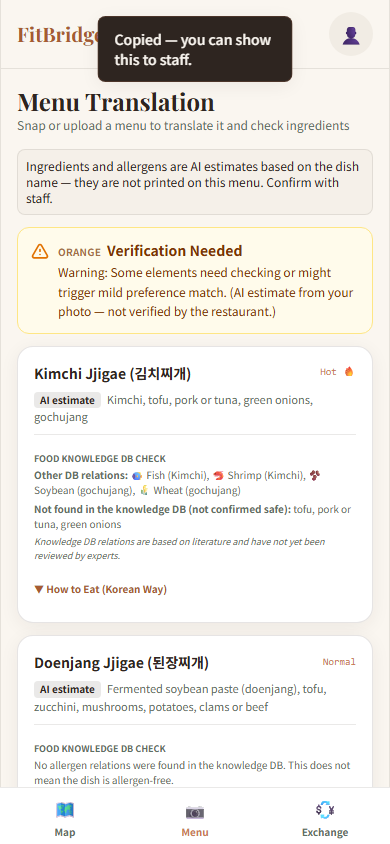 FitBridge
Copied — you can show
this to staff.
Menu Translation
Snap or upload a menu to translate it and check ingredients
Ingredients and allergens are AI estimates based on the dish
name — they are not printed on this menu. Confirm with
staff.
ORANGE Verification Needed
Warning: Some elements need checking or might
trigger mild preference match. (AI estimate from your
photo — not verified by the restaurant.)
Kimchi Jjigae (김치찌개)
Hot
AI estimate Kimchi, tofu, pork or tuna, green onions,
gochujang
FOOD KNOWLEDGE DB CHECK
Other DB relations: Fish (Kimchi), Shrimp (Kimchi),
Soybean (gochujang), Wheat (gochujang)
Not found in the knowledge DB (not confirmed safe): tofu, pork or
tuna, green onions
Knowledge DB relations are based on literature and have not yet been
reviewed by experts.
▼ How to Eat (Korean Way)
Doenjang Jjigae (된장찌개)
Normal
AI estimate Fermented soybean paste (doenjang), tofu,
zucchini, mushrooms, potatoes, clams or beef
FOOD KNOWLEDGE DB CHECK
No allergen relations were found in the knowledge DB. This does not
mean the dish is allergen-free.
Map
Menu
Exchange